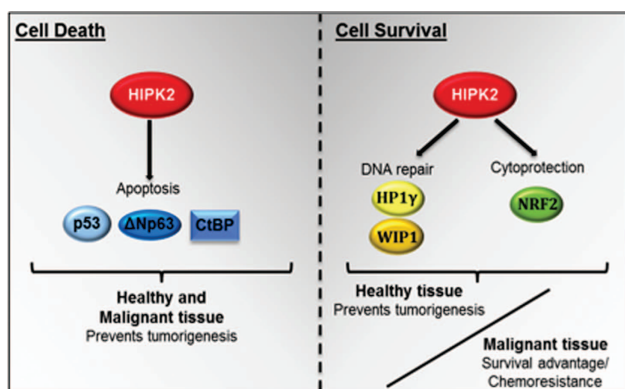 Cell Death
HIPK2
Apoptosis
p53 ΔNp63 CtBP
Healthy and
Malignant tissue
Prevents tumorigenesis
Cell Survival
HIPK2
DNA repair Cytoprotection
HP1γ NRF2
WIP1
Healthy tissue
Prevents tumorigenesis
Malignant tissue
Survival advantage/
Chemoresistance